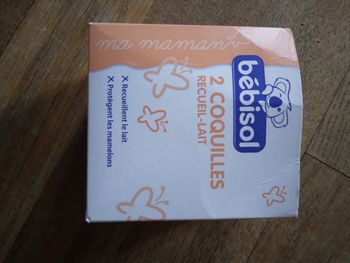 ma maman
bébisol
2 COQUILLES
RECUEIL-LAIT
X Recueillent le lait
X Protègent les mamelons